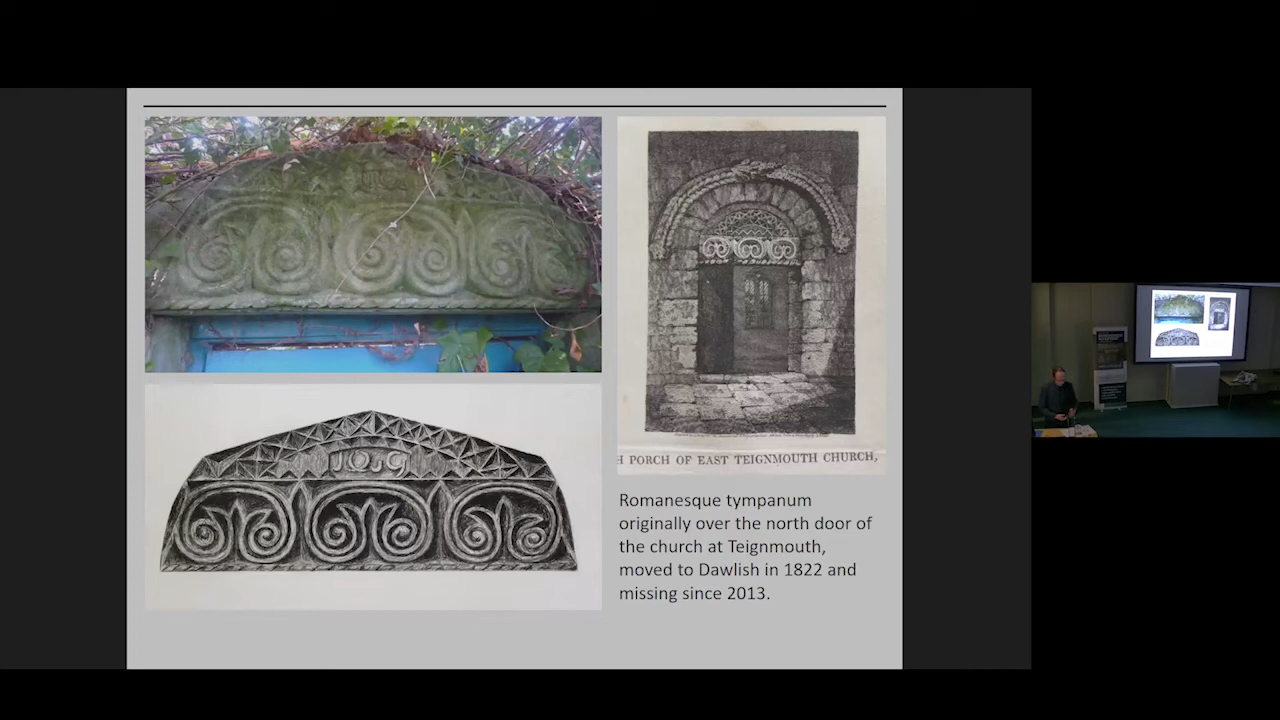 H PORCH OF EAST TEIGNMOUTH CHURCH,
Romanesque tympanum
originally over the north door of
the church at Teignmouth,
moved to Dawlish in 1822 and
missing since 2013.